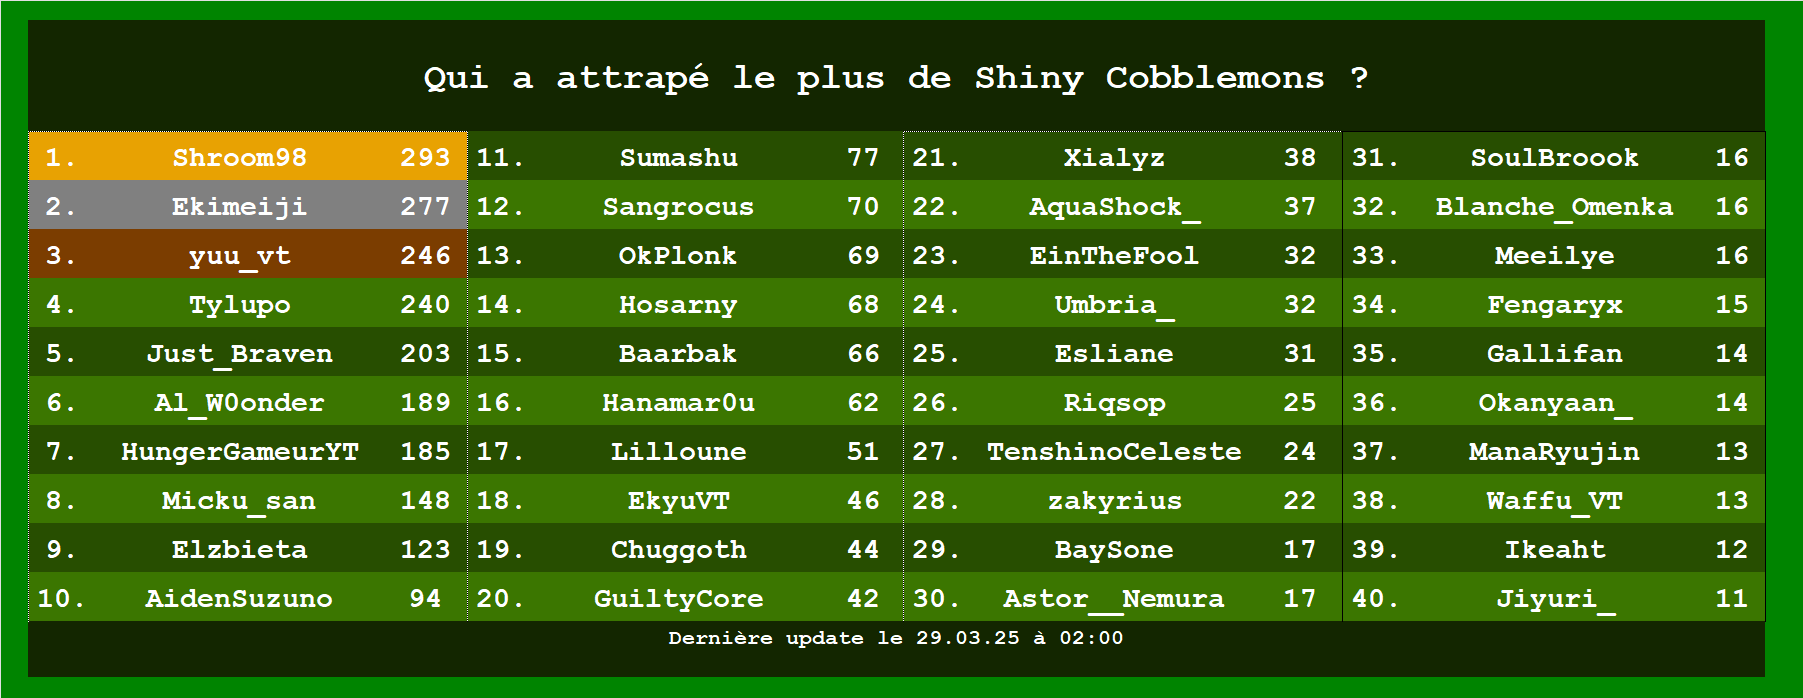 Qui a attrapé le plus de Shiny Cobblemons ?
1. Shroom98 293
2. Ekimeiji 277
3. yuu_vt 246
4. Tylupo 240
5. Just_Braven 203
6. Al_W0onder 189
7. HungerGameurYT 185
8. Micku_san 148
9. Elzbieta 123
10. AidenSuzuno 94
11. Sumashu 77
12. Sangrocus 70
13. OkPlonk 69
14. Hosarny 68
15. Baarbak 66
16. Hanamar0u 62
17. Lilloune 51
18. EkyuVT 46
19. Chuggoth 44
20. GuiltyCore 42
21. Xialyz 38
22. AquaShock_ 37
23. EinTheFool 32
24. Umbria_ 32
25. Esliane 31
26. Riqsop 25
27. TenshinoCeleste 24
28. zakyrius 22
29. BaySone 17
30. Astor__Nemura 17
31. SoulBroook 16
32. Blanche_Omenka 16
33. Meeilye 16
34. Fengaryx 15
35. Gallifan 14
36. Okanyaan_ 14
37. ManaRyujin 13
38. Waffu_VT 13
39. Ikeaht 12
40. Jiyuri_ 11
Dernière update le 29.03.25 à 02:00